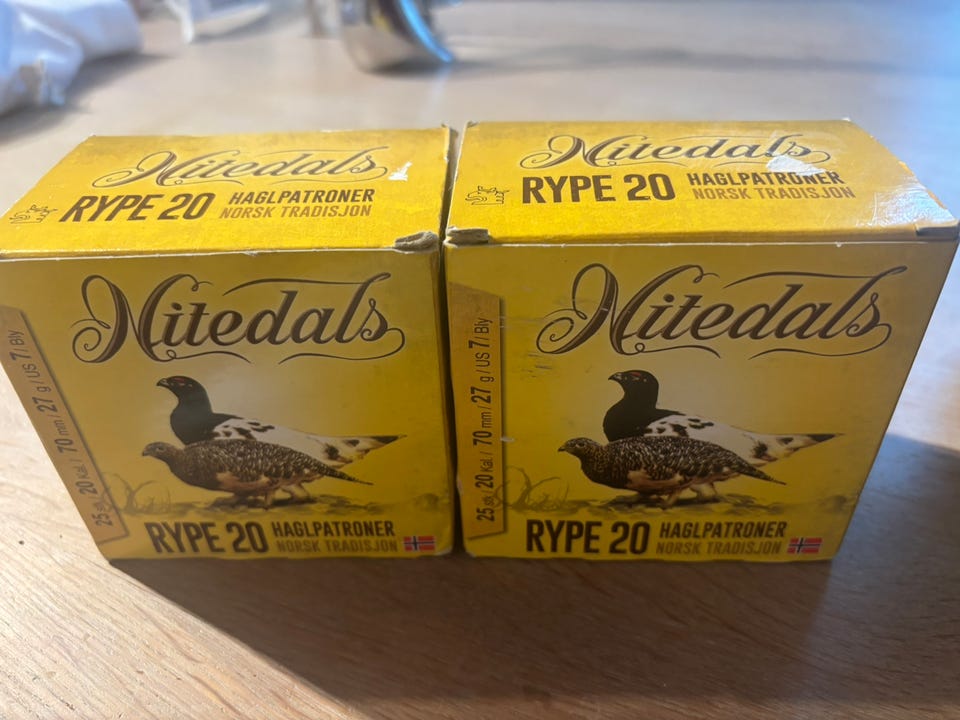 Nitedals
RYPE 20 HAGLPATRONER
NORSK TRADISJON
Nitedals
25 stk / 20 Kal. / 70 mm / 27 g / US 7 / Bly
RYPE 20 HAGLPATRONER
NORSK TRADISJON
Nitedals
RYPE 20 HAGLPATRONER
NORSK TRADISJON
Nitedals
25 stk / 20 Kal. / 70 mm / 27 g / US 7 / Bly
RYPE 20 HAGLPATRONER
NORSK TRADISJON